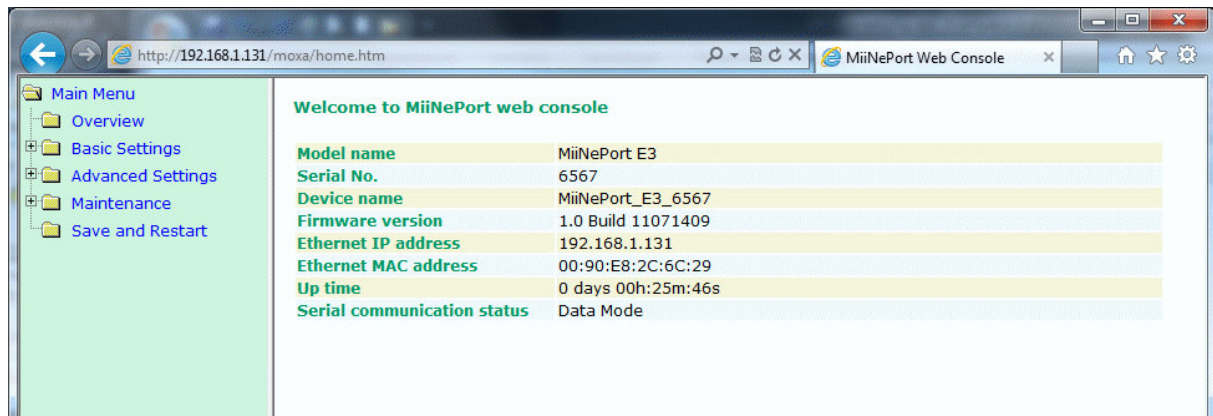 http://192.168.1.131/moxa/home.htm
MiiNePort Web Console
Main Menu
Overview
Basic Settings
Advanced Settings
Maintenance
Save and Restart
Welcome to MiiNePort web console
Model name MiiNePort E3
Serial No. 6567
Device name MiiNePort_E3_6567
Firmware version 1.0 Build 11071409
Ethernet IP address 192.168.1.131
Ethernet MAC address 00:90:E8:2C:6C:29
Up time 0 days 00h:25m:46s
Serial communication status Data Mode